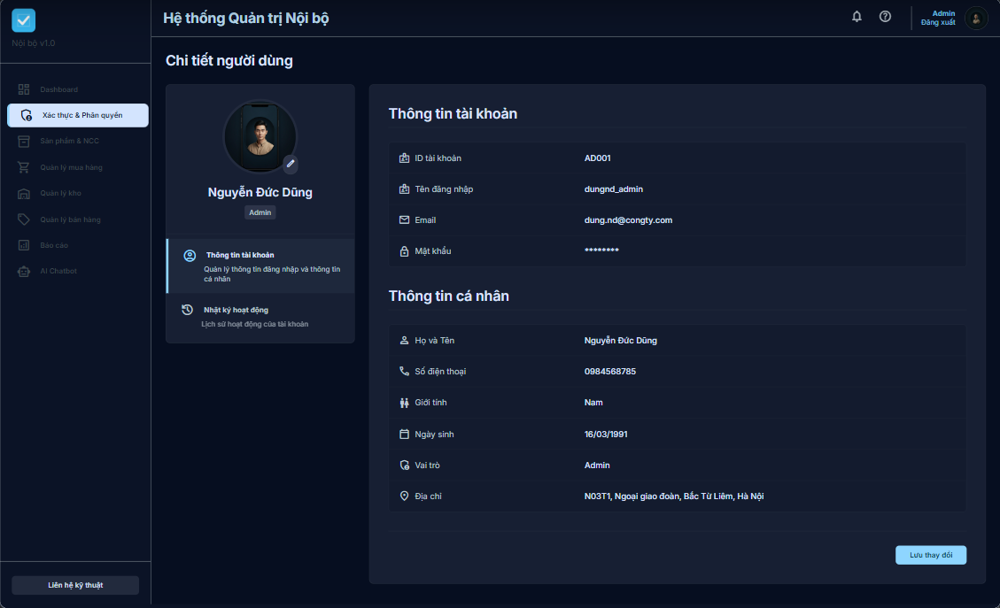 Hệ thống Quản trị Nội bộ
Admin
Đăng xuất
Nội bộ v1.0
Dashboard
Xác thực & Phân quyền
Sản phẩm & NCC
Quản lý mua hàng
Quản lý kho
Quản lý bán hàng
Báo cáo
AI Chatbot
Liên hệ kỹ thuật
Chi tiết người dùng
Nguyễn Đức Dũng
Admin
Thông tin tài khoản
Quản lý thông tin đăng nhập và thông tin
cá nhân
Nhật ký hoạt động
Lịch sử hoạt động của tài khoản
Thông tin tài khoản
ID tài khoản AD001
Tên đăng nhập dungnd_admin
Email dung.nd@congty.com
Mật khẩu ********
Thông tin cá nhân
Họ và Tên Nguyễn Đức Dũng
Số điện thoại 0984568785
Giới tính Nam
Ngày sinh 16/03/1991
Vai trò Admin
Địa chỉ N03T1, Ngoại giao đoàn, Bắc Từ Liêm, Hà Nội
Lưu thay đổi